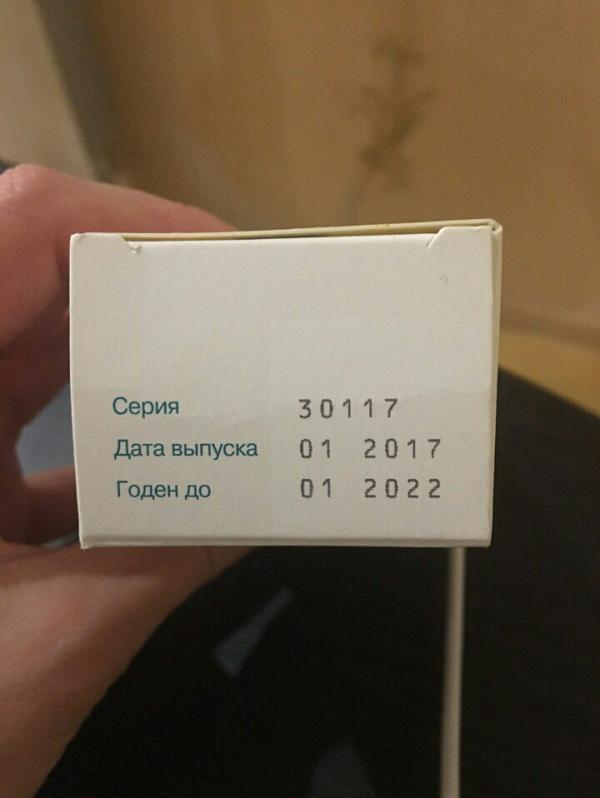 Серия 30117
Дата выпуска 01 2017
Годен до 01 2022